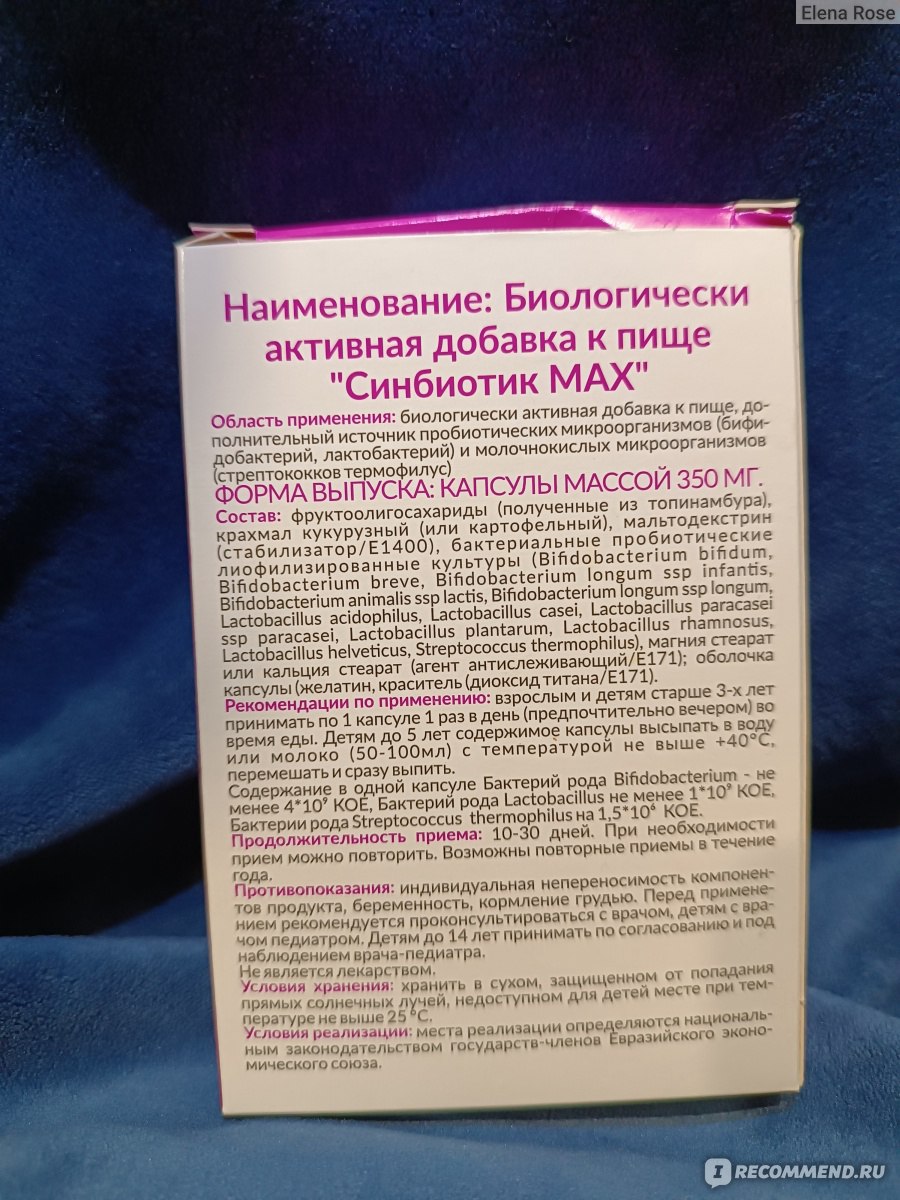 Elena Rose
Наименование: Биологически
активная добавка к пище
"Синбиотик MAX"
Область применения: биологически активная добавка к пище, до-
полнительный источник пробиотических микроорганизмов (бифи-
добактерий, лактобактерий) и молочнокислых микроорганизмов
(стрептококков термофилус)
ФОРМА ВЫПУСКА: КАПСУЛЫ МАССОЙ 350 МГ.
Состав: фруктоолигосахариды (полученные из топинамбура),
крахмал кукурузный (или картофельный), мальтодекстрин
(стабилизатор/Е1400), бактериальные пробиотические
лиофилизированные культуры (Bifidobacterium bifidum,
Bifidobacterium breve, Bifidobacterium longum ssp infantis,
Bifidobacterium animalis ssp lactis, Bifidobacterium longum ssp longum,
Lactobacillus acidophilus, Lactobacillus casei, Lactobacillus paracasei
ssp paracasei, Lactobacillus plantarum, Lactobacillus rhamnosus,
Lactobacillus helveticus, Streptococcus thermophilus), магния стеарат
или кальция стеарат (агент антислеживающий/Е171); оболочка
капсулы (желатин, краситель (диоксид титана/Е171).
Рекомендации по применению: взрослым и детям старше 3-х лет
принимать по 1 капсуле 1 раз в день (предпочтительно вечером) во
время еды. Детям до 5 лет содержимое капсулы высыпать в воду
или молоко (50-100мл) с температурой не выше +40°С,
перемешать и сразу выпить.
Содержание в одной капсуле Бактерий рода Bifidobacterium - не
менее 4*10⁹ КОЕ, Бактерий рода Lactobacillus не менее 1*10⁹ КОЕ,
Бактерии рода Streptococcus thermophilus на 1,5*10⁶ КОЕ.
Продолжительность приема: 10-30 дней. При необходимости
прием можно повторить. Возможны повторные приемы в течение
года.
Противопоказания: индивидуальная непереносимость компонен-
тов продукта, беременность, кормление грудью. Перед примене-
нием рекомендуется проконсультироваться с врачом, детям с вра-
чом педиатром. Детям до 14 лет принимать по согласованию и под
наблюдением врача-педиатра.
Не является лекарством.
Условия хранения: хранить в сухом, защищенном от попадания
прямых солнечных лучей, недоступном для детей месте при тем-
пературе не выше 25 °С.
Условия реализации: места реализации определяются националь-
ным законодательством государств-членов Евразийского эконо-
мического союза.
IRECOMMEND.RU